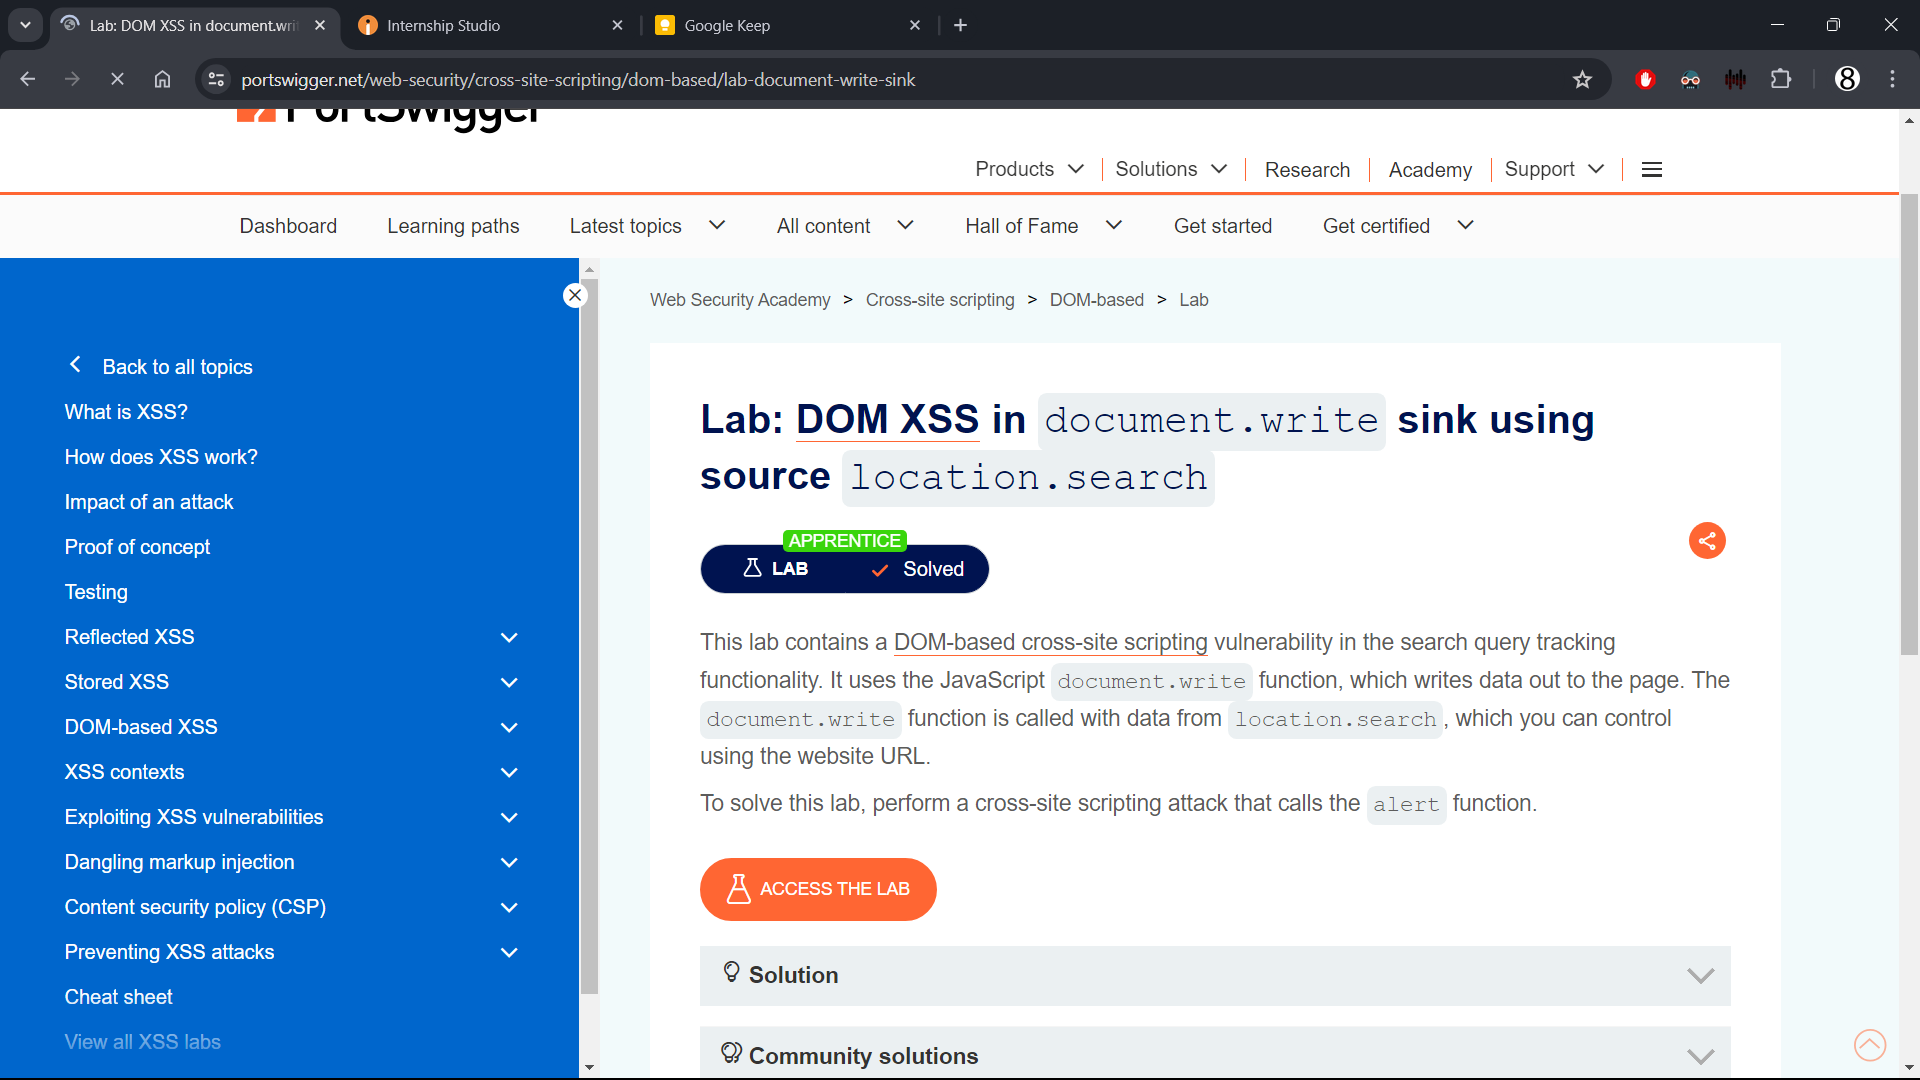 Lab: DOM XSS in document.wri
Internship Studio
Google Keep
portswigger.net/web-security/cross-site-scripting/dom-based/lab-document-write-sink
8
PortSwigger
Products
Solutions
Research
Academy
Support
Dashboard
Learning paths
Latest topics
All content
Hall of Fame
Get started
Get certified
Back to all topics
What is XSS?
How does XSS work?
Impact of an attack
Proof of concept
Testing
Reflected XSS
Stored XSS
DOM-based XSS
XSS contexts
Exploiting XSS vulnerabilities
Dangling markup injection
Content security policy (CSP)
Preventing XSS attacks
Cheat sheet
View all XSS labs
Web Security Academy > Cross-site scripting > DOM-based > Lab
Lab: DOM XSS in document.write sink using
source location.search
APPRENTICE
LAB
Solved
This lab contains a DOM-based cross-site scripting vulnerability in the search query tracking
functionality. It uses the JavaScript document.write function, which writes data out to the page. The
document.write function is called with data from location.search, which you can control
using the website URL.
To solve this lab, perform a cross-site scripting attack that calls the alert function.
ACCESS THE LAB
Solution
Community solutions